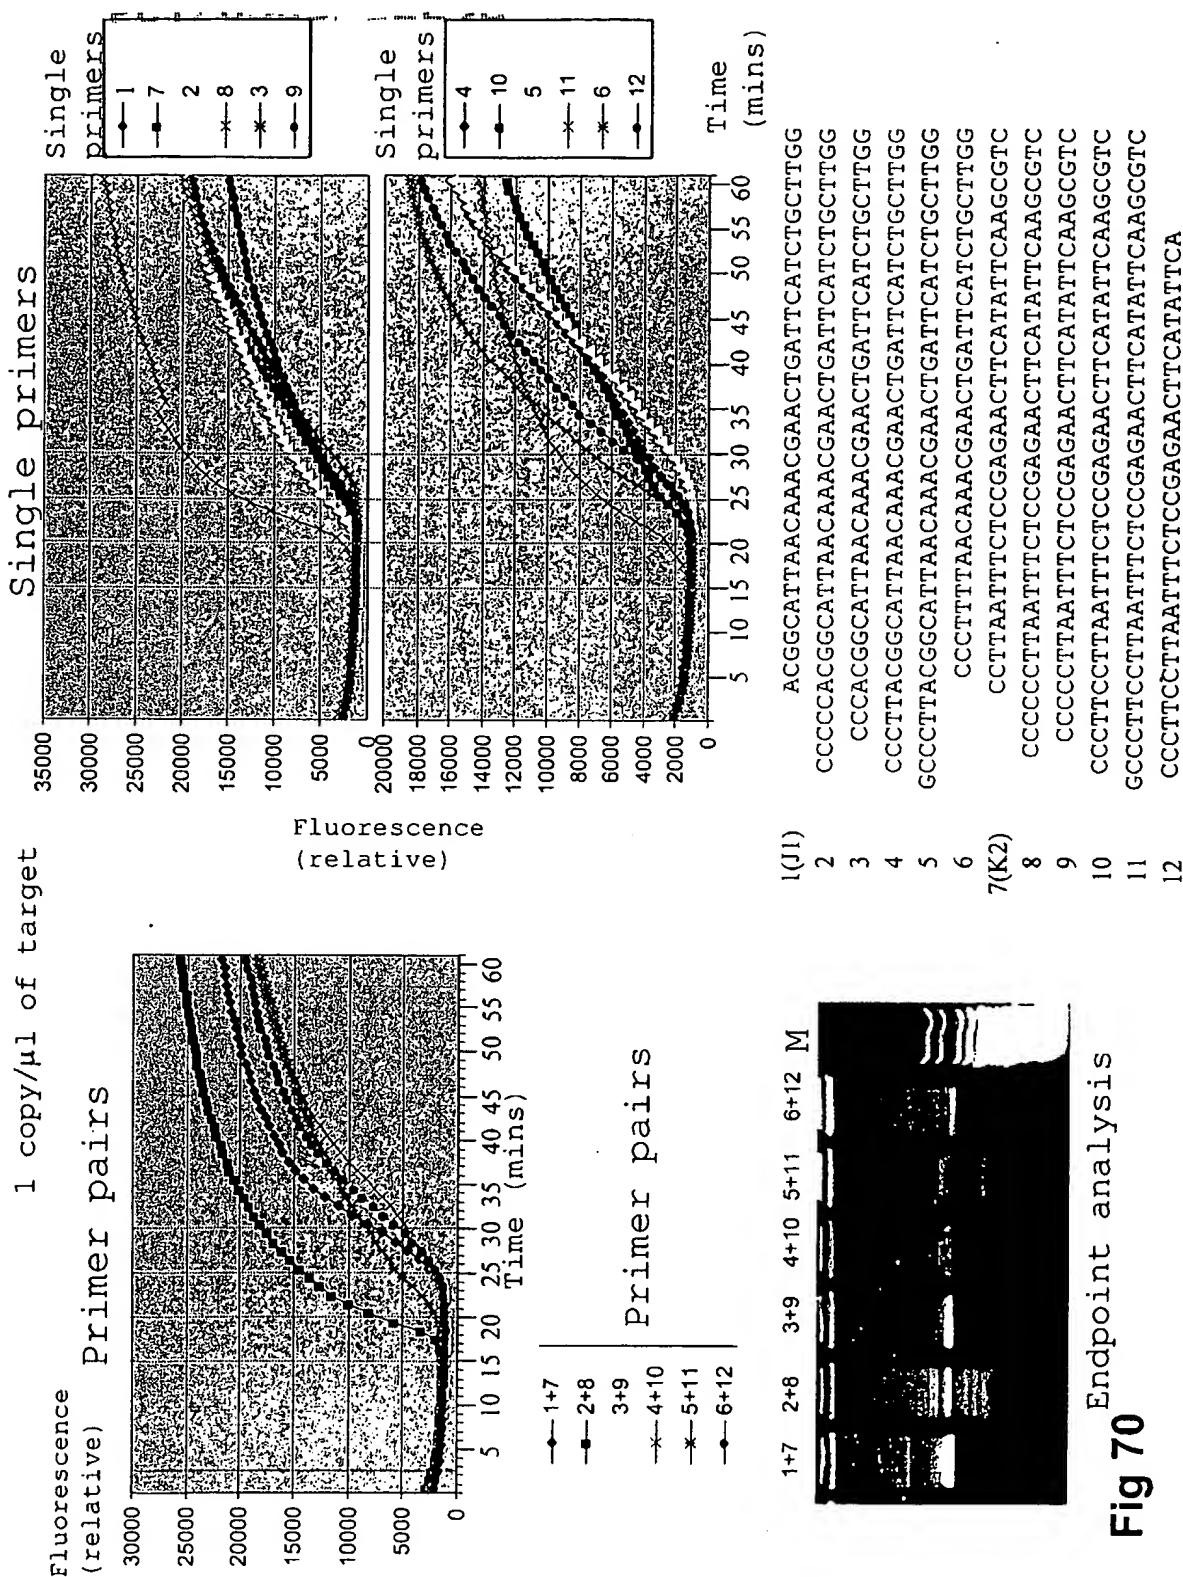 1 copy/µl of target
Fluorescence
(relative)
Primer pairs
30000
25000
20000
15000
10000
5000
0
5 10 15 20 25 30 35 40 45 50 55 60
Time (mins)
1+7
2+8
3+9
4+10
5+11
6+12
Primer pairs
Single primers
Fluorescence
(relative)
35000
30000
25000
20000
15000
10000
5000
0
Single
primers
1
7
2
8
3
9
20000
18000
16000
14000
12000
10000
8000
6000
4000
2000
0
5 10 15 20 25 30 35 40 45 50 55 60
Time
(mins)
Single
primers
4
10
5
11
6
12
1+7 2+8 3+9 4+10 5+11 6+12 M
Endpoint analysis
Fig 70
1(J1) ACGGCATTAACAAACGAACTGATTCATCTGCTTGG
2 CCCCCACGGCATTAACAAACGAACTGATTCATCTGCTTGG
3 CCCACGGCATTAACAAACGAACTGATTCATCTGCTTGG
4 CCCTTACGGCATTAACAAACGAACTGATTCATCTGCTTGG
5 GCCCTTACGGCATTAACAAACGAACTGATTCATCTGCTTGG
6 CCCTTTTAACAAACGAACTGATTCATCTGCTTGG
7(K2) CCTTAATTTCTCCGAGAACTTCATATTCAAGCGTC
8 CCCCCCTTAATTTCTCCGAGAACTTCATATTCAAGCGTC
9 CCCCCTTAATTTCTCCGAGAACTTCATATTCAAGCGTC
10 CCCTTCCTTAATTTCTCCGAGAACTTCATATTCAAGCGTC
11 GCCCTTCCTTAATTTCTCCGAGAACTTCATATTCAAGCGTC
12 CCCTTCCTTAATTTCTCCGAGAACTTCATATTCA